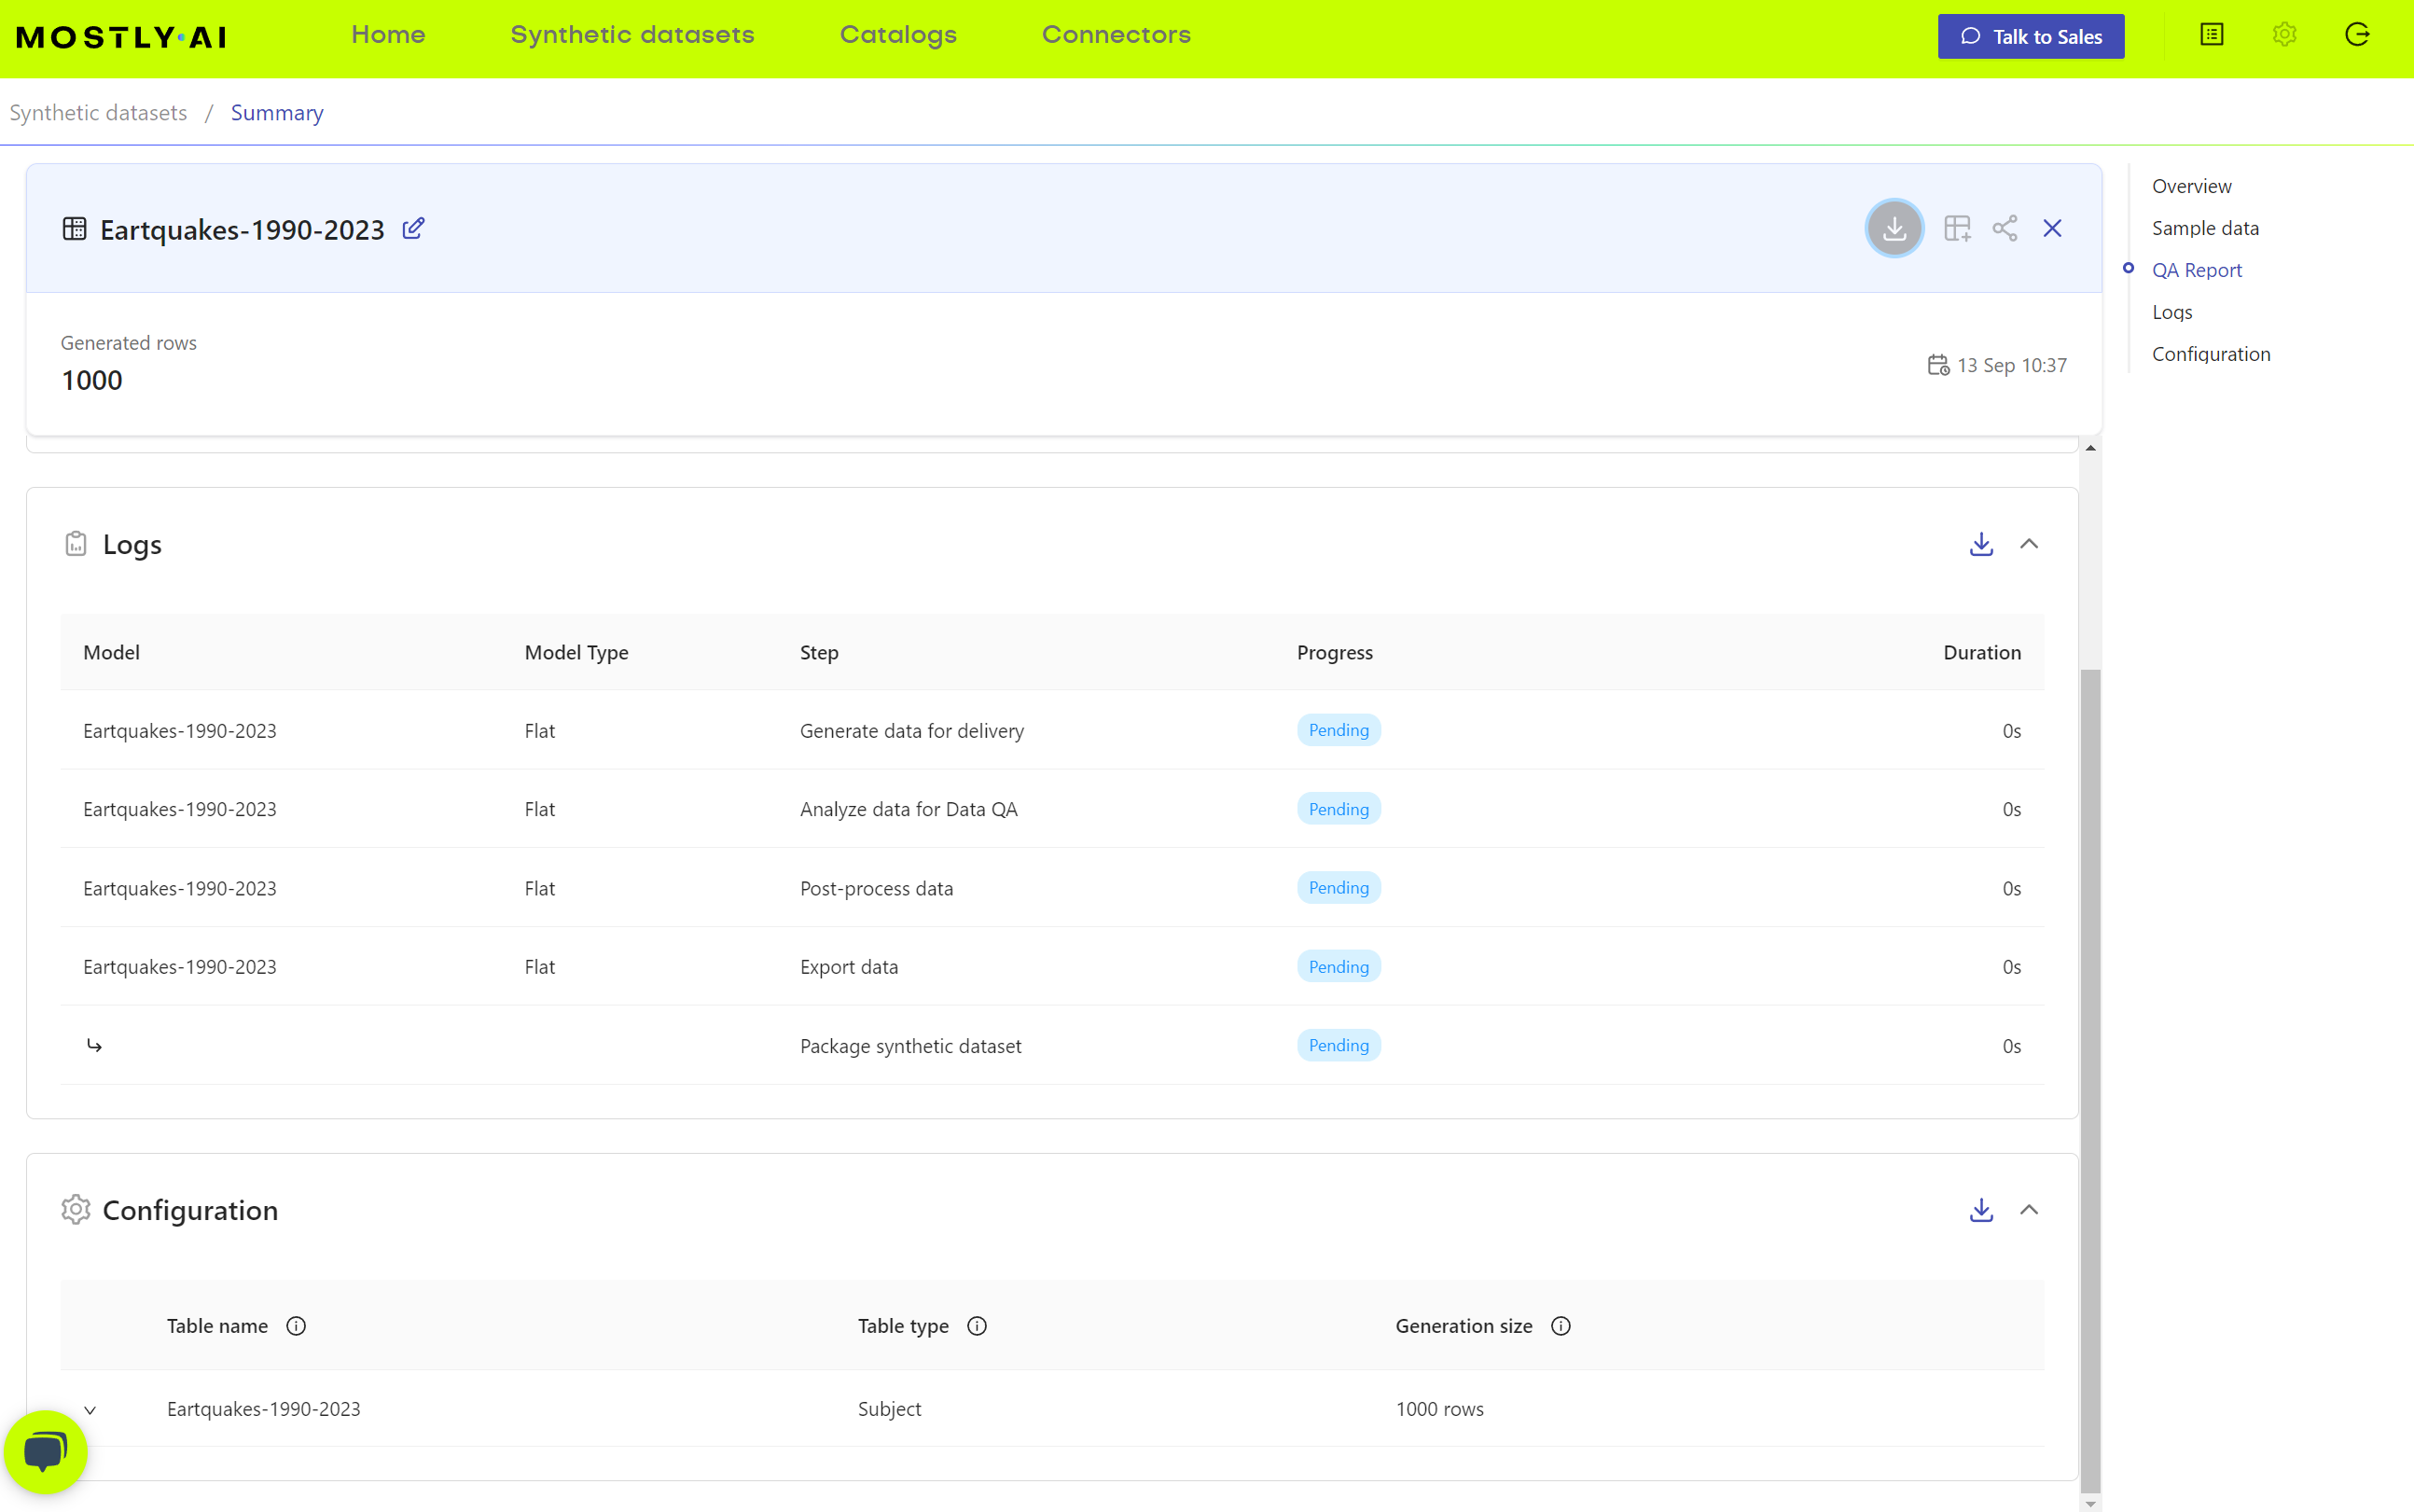 MOSTLY·AI Home Synthetic datasets Catalogs Connectors Talk to Sales
Synthetic datasets / Summary
Eartquakes-1990-2023
Generated rows
1000
13 Sep 10:37
Overview
Sample data
QA Report
Logs
Configuration
Logs
Model Model Type Step Progress Duration
Eartquakes-1990-2023 Flat Generate data for delivery Pending 0s
Eartquakes-1990-2023 Flat Analyze data for Data QA Pending 0s
Eartquakes-1990-2023 Flat Post-process data Pending 0s
Eartquakes-1990-2023 Flat Export data Pending 0s
Package synthetic dataset Pending 0s
Configuration
Table name Table type Generation size
Eartquakes-1990-2023 Subject 1000 rows